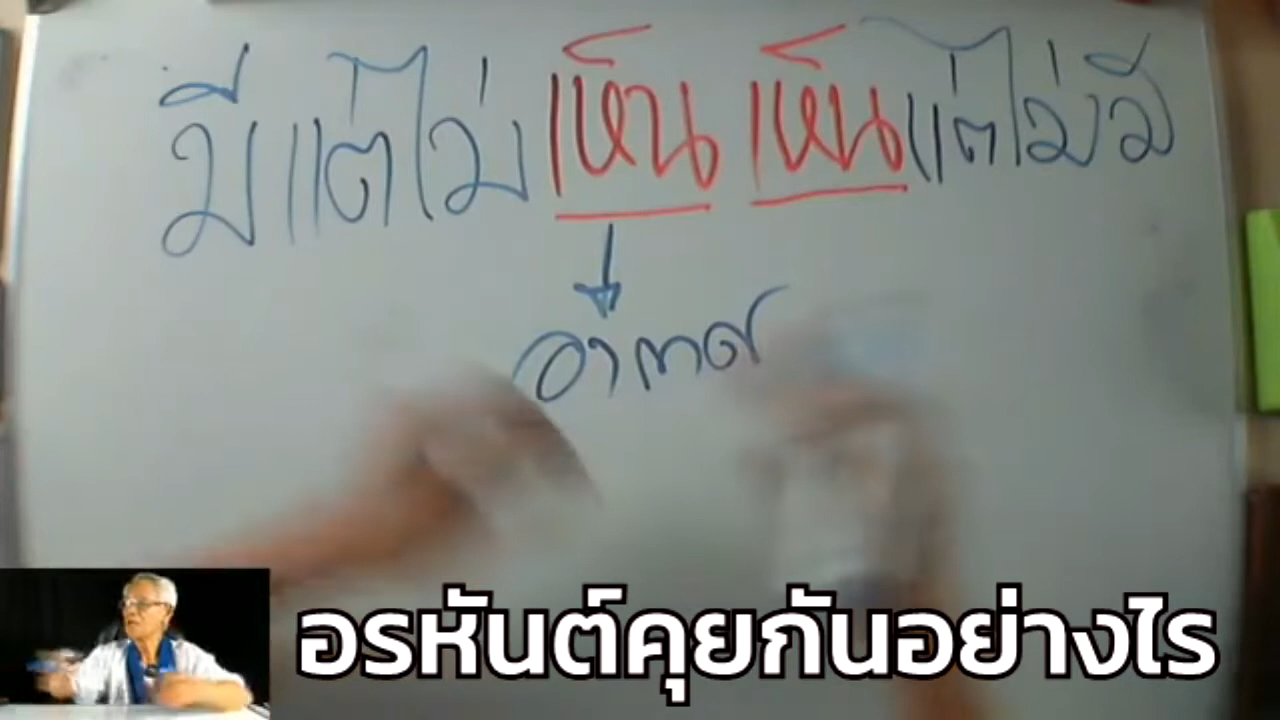 มีแต่ไม่เห็น เห็นแต่ไม่มี
อากาศ
อรหันต์คุยกันอย่างไร